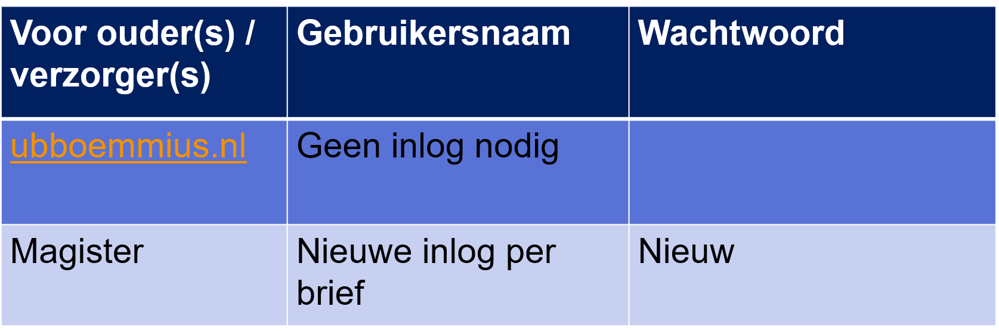 Voor ouder(s) /
verzorger(s)
Gebruikersnaam
Wachtwoord
ubboemmius.nl
Geen inlog nodig
Magister
Nieuwe inlog per
brief
Nieuw